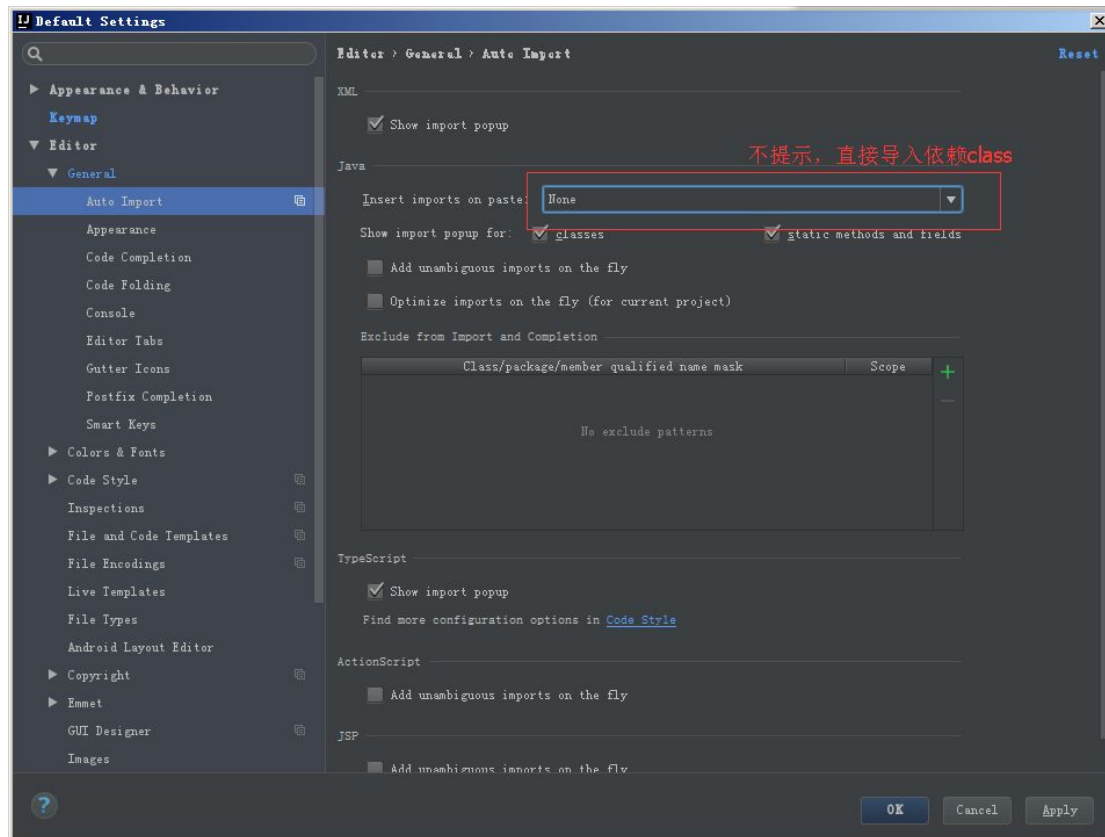 Default Settings
Editor > General > Auto Import
Reset
Appearance & Behavior
Keymap
Editor
General
Auto Import
Appearance
Code Completion
Code Folding
Console
Editor Tabs
Gutter Icons
Postfix Completion
Smart Keys
Colors & Fonts
Code Style
Inspections
File and Code Templates
File Encodings
Live Templates
File Types
Android Layout Editor
Copyright
Emmet
GUI Designer
Images
XML
Show import popup
不提示，直接导入依赖class
Java
Insert imports on paste: None
Show import popup for: classes static methods and fields
Add unambiguous imports on the fly
Optimize imports on the fly (for current project)
Exclude from Import and Completion
Class/package/member qualified name mask Scope
No exclude patterns
TypeScript
Show import popup
Find more configuration options in Code Style
ActionScript
Add unambiguous imports on the fly
JSP
Add unambiguous imports on the fly
? OK Cancel Apply